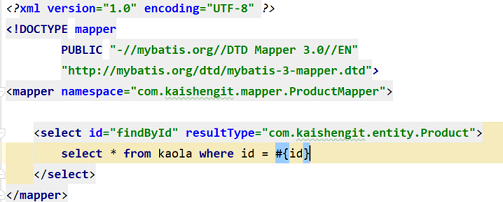 <?xml version="1.0" encoding="UTF-8" ?>
<!DOCTYPE mapper
PUBLIC "-//mybatis.org//DTD Mapper 3.0//EN"
"http://mybatis.org/dtd/mybatis-3-mapper.dtd">
<mapper namespace="com.kaishengit.mapper.ProductMapper">
<select id="findById" resultType="com.kaishengit.entity.Product">
select * from kaola where id = #{id}
</select>
</mapper>